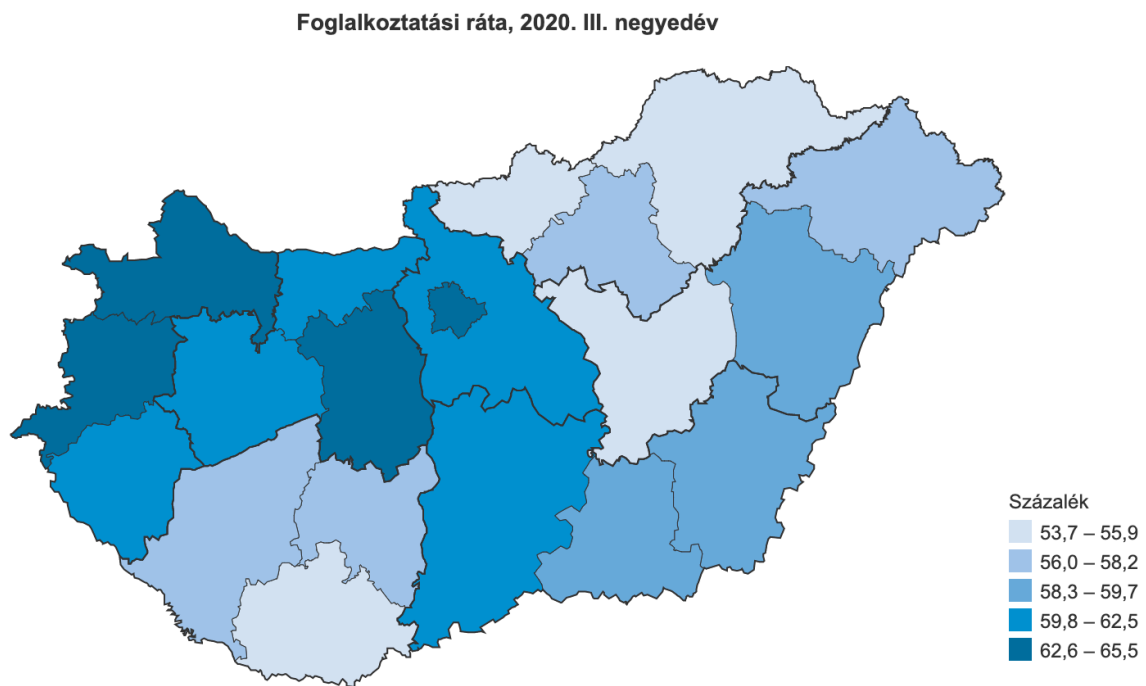 Foglalkoztatási ráta, 2020. III. negyedév
Százalék
53,7 – 55,9
56,0 – 58,2
58,3 – 59,7
59,8 – 62,5
62,6 – 65,5